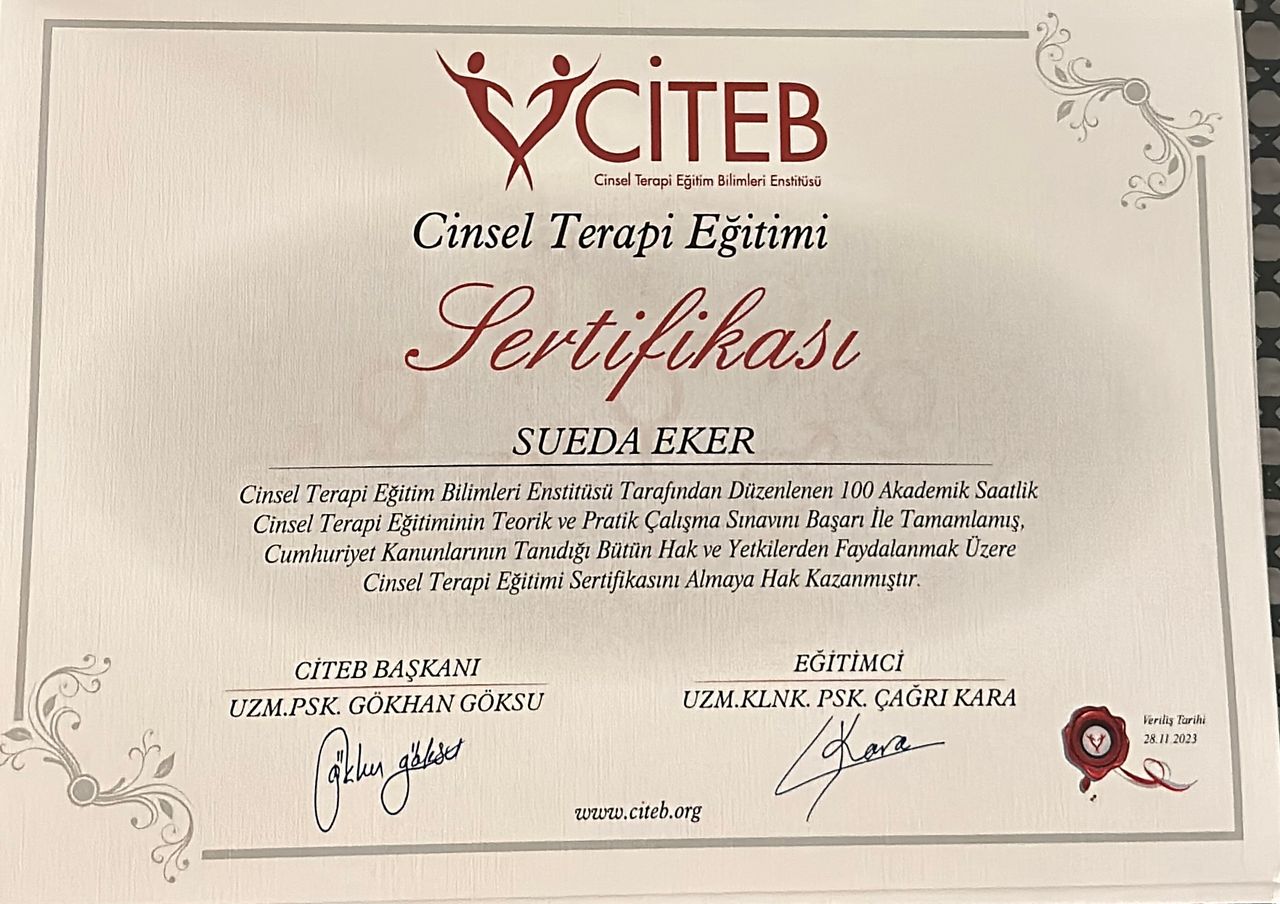 CİTEB
Cinsel Terapi Eğitim Bilimleri Enstitüsü
Cinsel Terapi Eğitimi
Sertifikası
SUEDA EKER
Cinsel Terapi Eğitim Bilimleri Enstitüsü Tarafından Düzenlenen 100 Akademik Saatlik
Cinsel Terapi Eğitiminin Teorik ve Pratik Çalışma Sınavını Başarı İle Tamamlamış,
Cumhuriyet Kanunlarının Tanıdığı Bütün Hak ve Yetkilerden Faydalanmak Üzere
Cinsel Terapi Eğitimi Sertifikasını Almaya Hak Kazanmıştır.
CİTEB BAŞKANI
UZM.PSK. GÖKHAN GÖKSU
Gökhan göksu
EĞİTİMCİ
UZM.KLNK. PSK. ÇAĞRI KARA
Kara
Veriliş Tarihi
28.11.2023
www.citeb.org